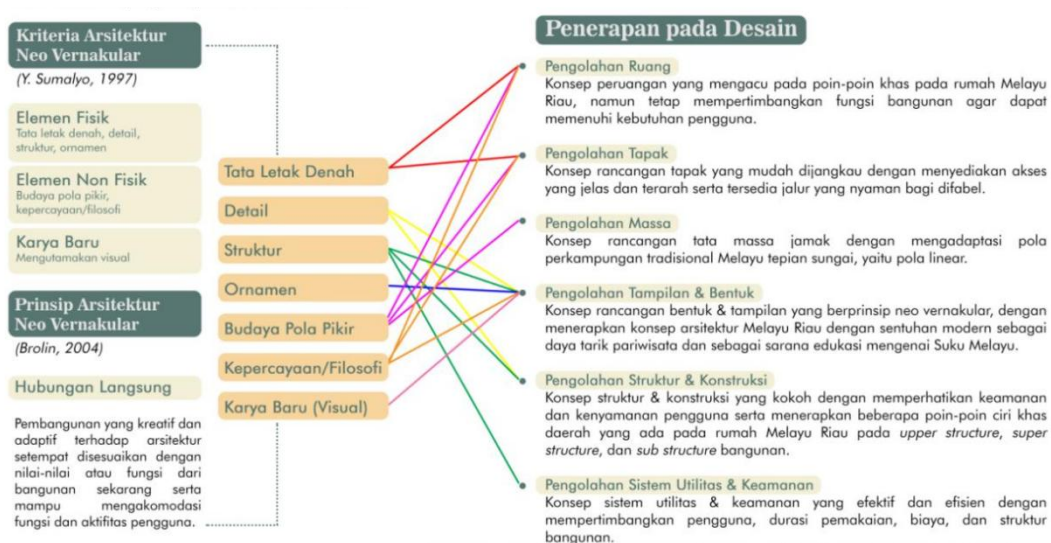 Kriteria Arsitektur
Neo Vernakular
(Y. Sumalyo, 1997)
Elemen Fisik
Tata letak denah, detail,
struktur, ornamen
Elemen Non Fisik
Budaya pola pikir,
kepercayaan/filosofi
Karya Baru
Mengutamakan visual
Prinsip Arsitektur
Neo Vernakular
(Brolin, 2004)
Hubungan Langsung
Pembangunan yang kreatif dan
adaptif terhadap arsitektur
setempat disesuaikan dengan
nilai-nilai atau fungsi dari
bangunan sekarang serta
mampu mengakomodasi
fungsi dan aktifitas pengguna.
Tata Letak Denah
Detail
Struktur
Ornamen
Budaya Pola Pikir
Kepercayaan/Filosofi
Karya Baru (Visual)
Penerapan pada Desain
Pengolahan Ruang
Konsep peruangan yang mengacu pada poin-poin khas pada rumah Melayu
Riau, namun tetap mempertimbangkan fungsi bangunan agar dapat
memenuhi kebutuhan pengguna.
Pengolahan Tapak
Konsep rancangan tapak yang mudah dijangkau dengan menyediakan akses
yang jelas dan terarah serta tersedia jalur yang nyaman bagi difabel.
Pengolahan Massa
Konsep rancangan tata massa jamak dengan mengadaptasi pola
perkampungan tradisional Melayu tepian sungai, yaitu pola linear.
Pengolahan Tampilan & Bentuk
Konsep rancangan bentuk & tampilan yang berprinsip neo vernakular, dengan
menerapkan konsep arsitektur Melayu Riau dengan sentuhan modern sebagai
daya tarik pariwisata dan sebagai sarana edukasi mengenai Suku Melayu.
Pengolahan Struktur & Konstruksi
Konsep struktur & konstruksi yang kokoh dengan memperhatikan keamanan
dan kenyamanan pengguna serta menerapkan beberapa poin-poin ciri khas
daerah yang ada pada rumah Melayu Riau pada upper structure, super
structure, dan sub structure bangunan.
Pengolahan Sistem Utilitas & Keamanan
Konsep sistem utilitas & keamanan yang efektif dan efisien dengan
mempertimbangkan pengguna, durasi pemakaian, biaya, dan struktur
bangunan.